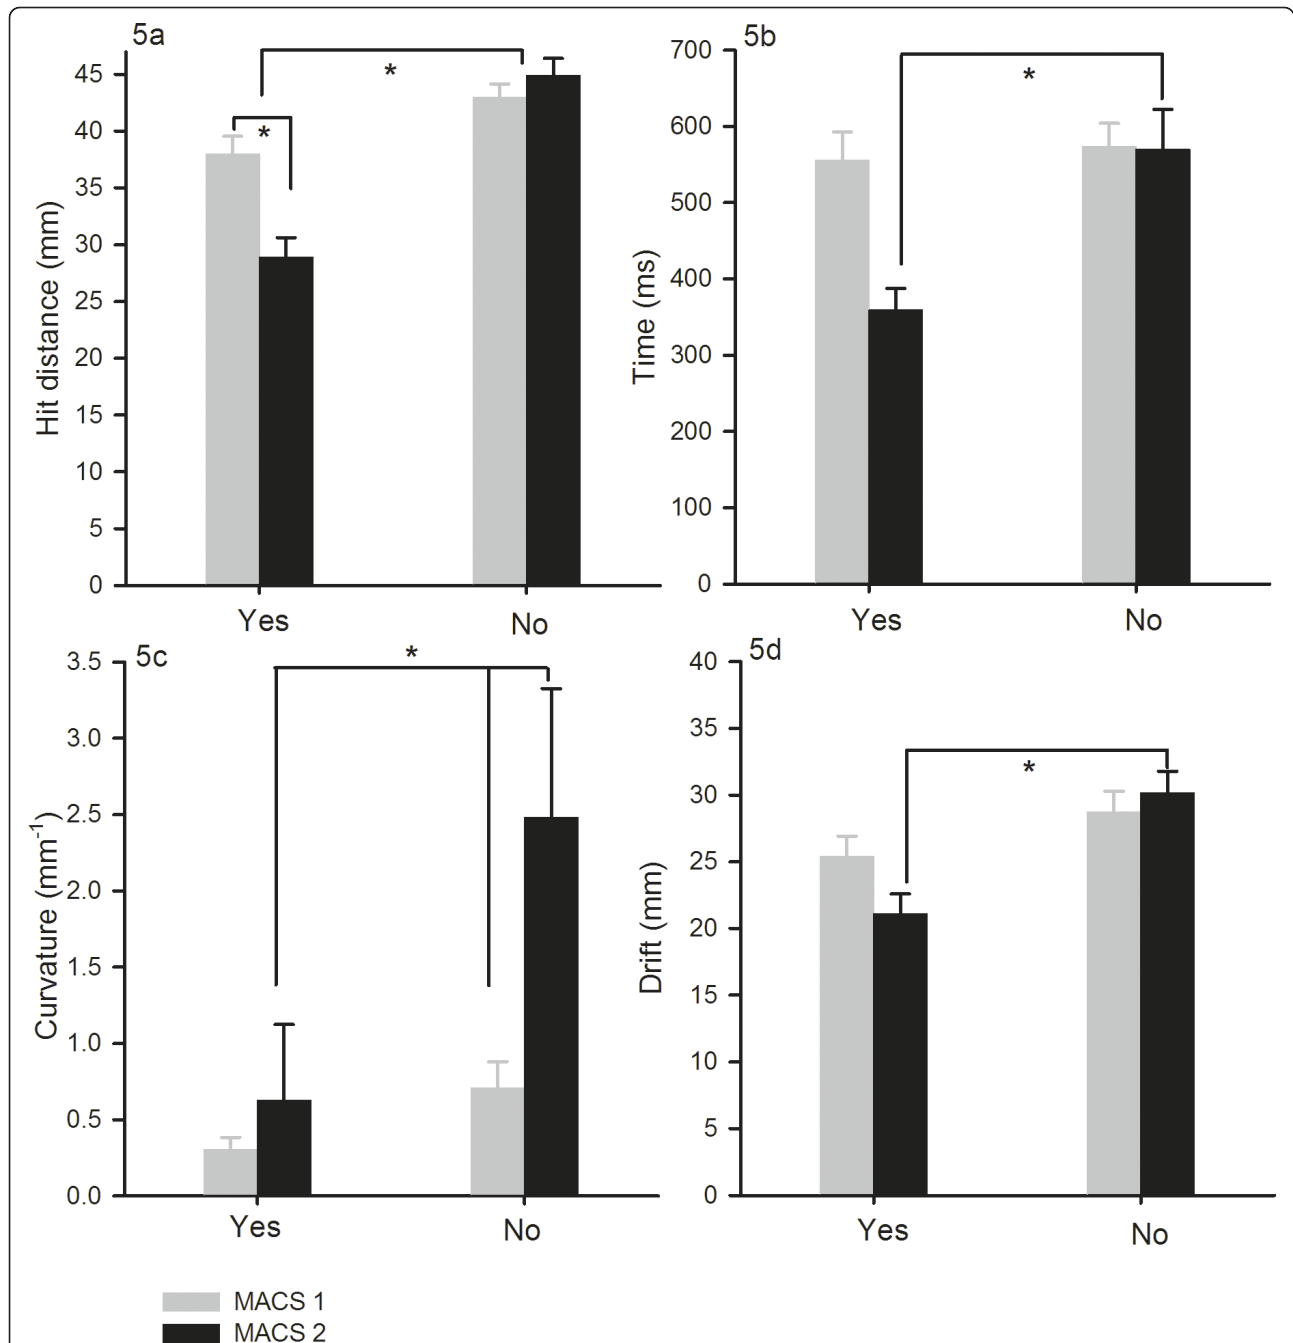 5a
Hit distance (mm)
45
40
35
30
25
20
15
10
5
0
*
*
Yes No
5b
Time (ms)
700
600
500
400
300
200
100
0
*
Yes No
5c
Curvature (mm⁻¹)
3.5
3.0
2.5
2.0
1.5
1.0
0.5
0.0
*
Yes No
5d
Drift (mm)
40
35
30
25
20
15
10
5
0
*
Yes No
MACS 1
MACS 2